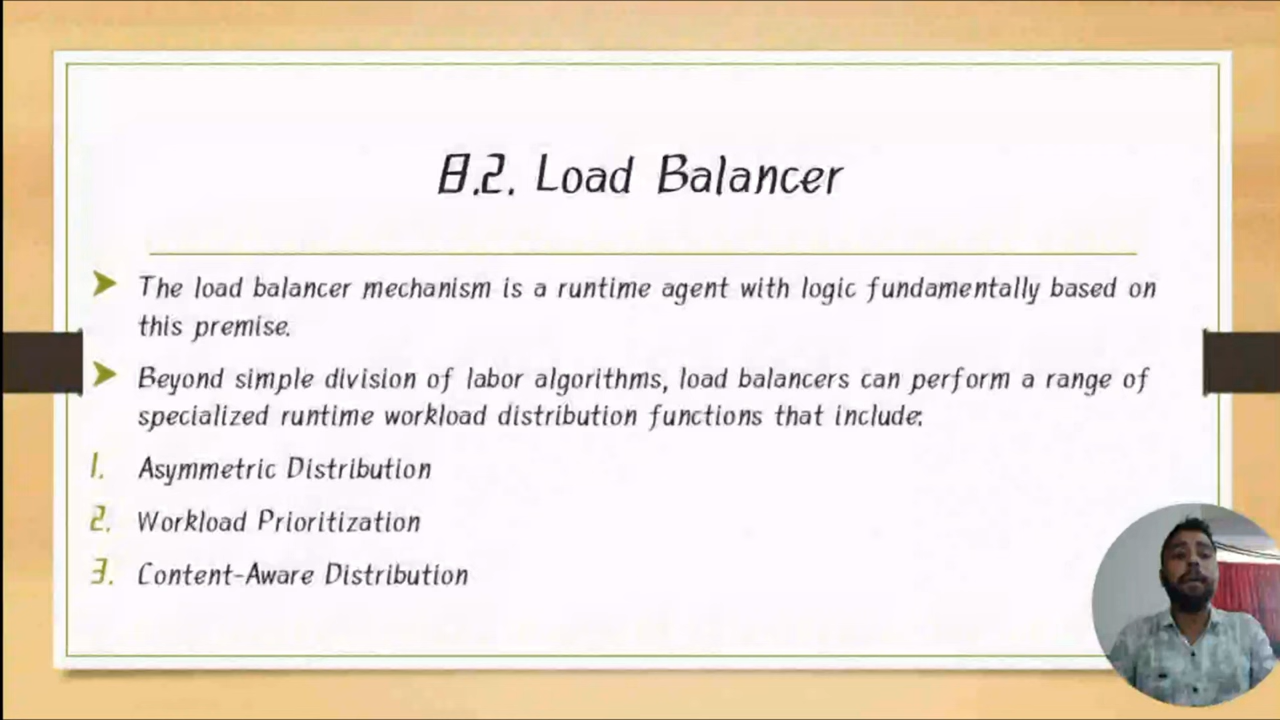 8.2. Load Balancer
The load balancer mechanism is a runtime agent with logic fundamentally based on
this premise.
Beyond simple division of labor algorithms, load balancers can perform a range of
specialized runtime workload distribution functions that include:
1. Asymmetric Distribution
2. Workload Prioritization
3. Content-Aware Distribution